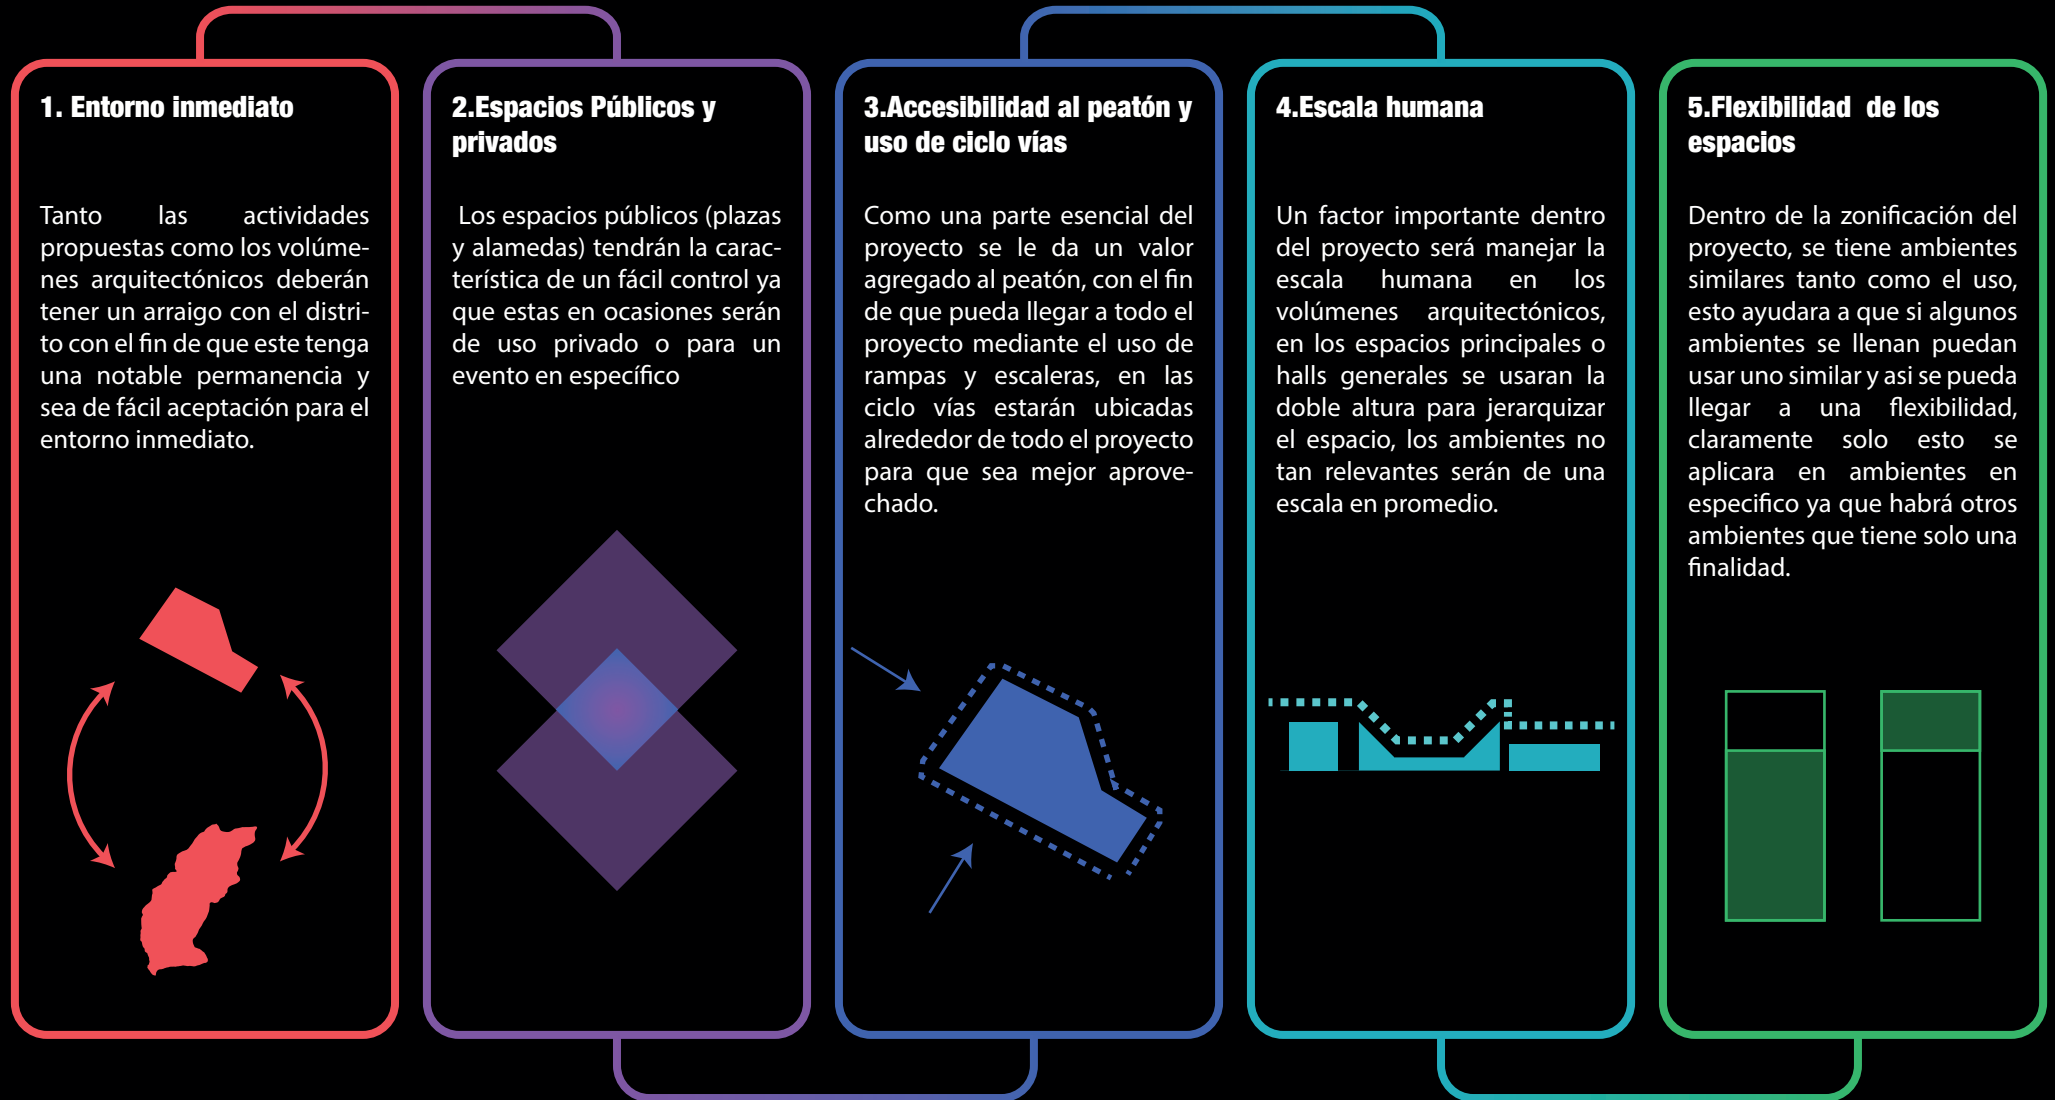 1. Entorno inmediato
Tanto las actividades
propuestas como los volúme-
nes arquitectónicos deberán
tener un arraigo con el distri-
to con el fin de que este tenga
una notable permanencia y
sea de fácil aceptación para el
entorno inmediato.
2.Espacios Públicos y
privados
Los espacios públicos (plazas
y alamedas) tendrán la carac-
terística de un fácil control ya
que estas en ocasiones serán
de uso privado o para un
evento en específico
3.Accesibilidad al peatón y
uso de ciclo vías
Como una parte esencial del
proyecto se le da un valor
agregado al peatón, con el fin
de que pueda llegar a todo el
proyecto mediante el uso de
rampas y escaleras, en las
ciclo vías estarán ubicadas
alrededor de todo el proyecto
para que sea mejor aprove-
chado.
4.Escala humana
Un factor importante dentro
del proyecto será manejar la
escala humana en los
volúmenes arquitectónicos,
en los espacios principales o
halls generales se usaran la
doble altura para jerarquizar
el espacio, los ambientes no
tan relevantes serán de una
escala en promedio.
5.Flexibilidad de los
espacios
Dentro de la zonificación del
proyecto, se tiene ambientes
similares tanto como el uso,
esto ayudara a que si algunos
ambientes se llenan puedan
usar uno similar y asi se pueda
llegar a una flexibilidad,
claramente solo esto se
aplicara en ambientes en
especifico ya que habrá otros
ambientes que tiene solo una
finalidad.